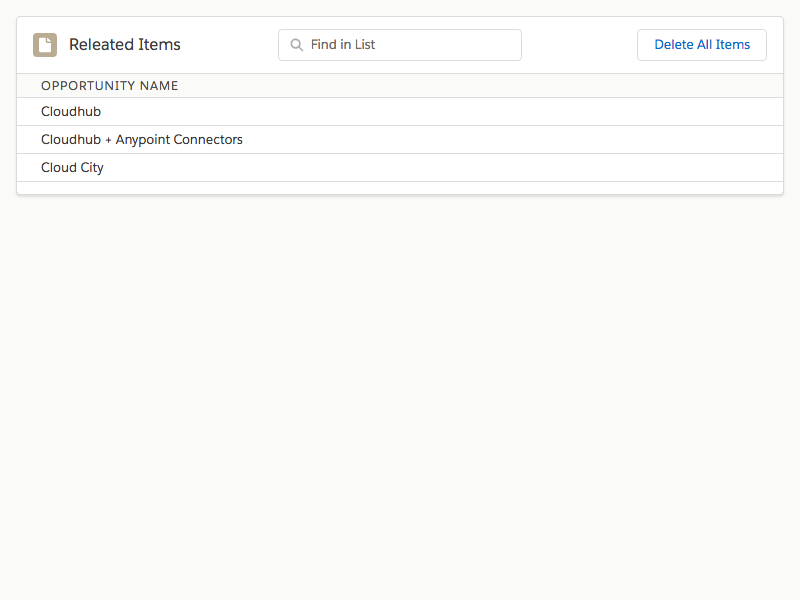 Releated Items
Find in List
Delete All Items
OPPORTUNITY NAME
Cloudhub
Cloudhub + Anypoint Connectors
Cloud City